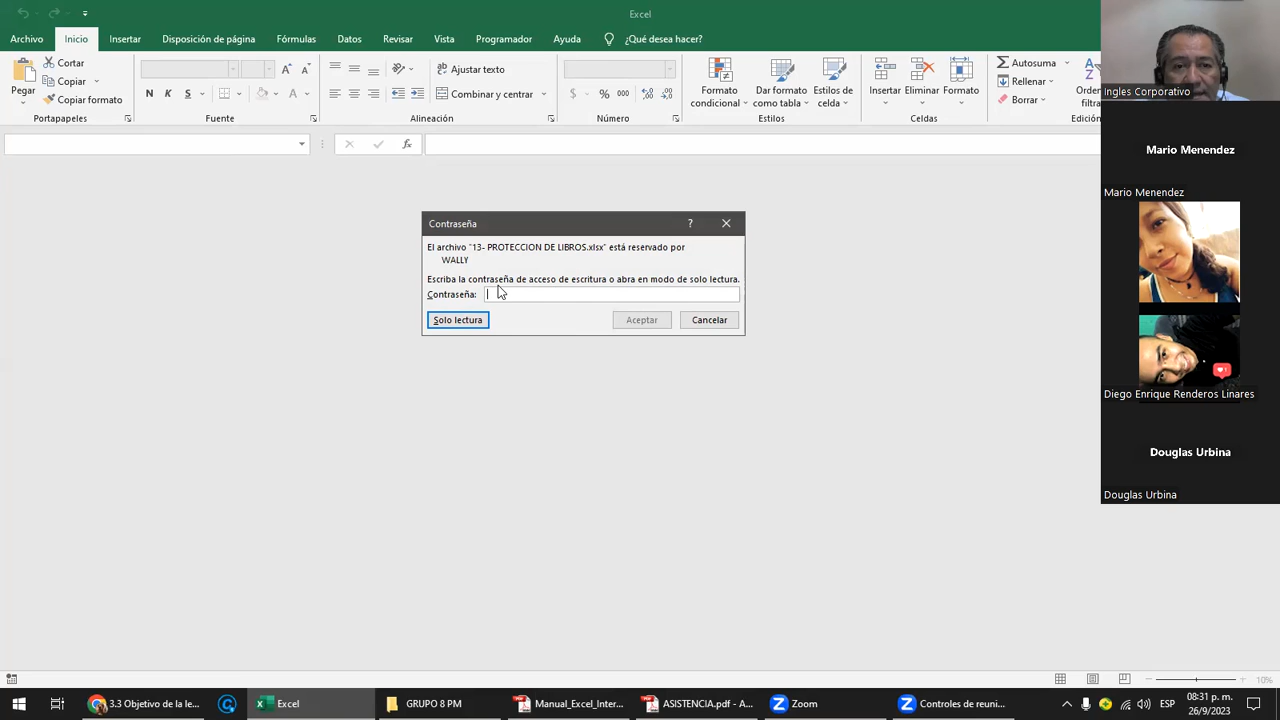 Excel
Archivo Inicio Insertar Disposición de página Fórmulas Datos Revisar Vista Programador Ayuda ¿Qué desea hacer?
Pegar
Cortar
Copiar
Copiar formato
Portapapeles
N K S
Fuente
Ajustar texto
Combinar y centrar
Alineación
$ % 000
Número
Formato condicional
Dar formato como tabla
Estilos de celda
Estilos
Insertar Eliminar Formato
Celdas
Autosuma
Rellenar
Borrar
Edición
fx
Contraseña
?
El archivo "13- PROTECCION DE LIBROS.xlsx" está reservado por
WALLY
Escriba la contraseña de acceso de escritura o abra en modo de solo lectura.
Contraseña:
Solo lectura Aceptar Cancelar
Ingles Corporativo
Mario Menendez
Mario Menendez
Diego Enrique Renderos Linares
Douglas Urbina
Douglas Urbina
10%
3.3 Objetivo de la le...
Excel
GRUPO 8 PM
Manual_Excel_Inter...
ASISTENCIA.pdf - A...
Zoom
Controles de reuni...
ESP
08:31 p. m.
26/9/2023